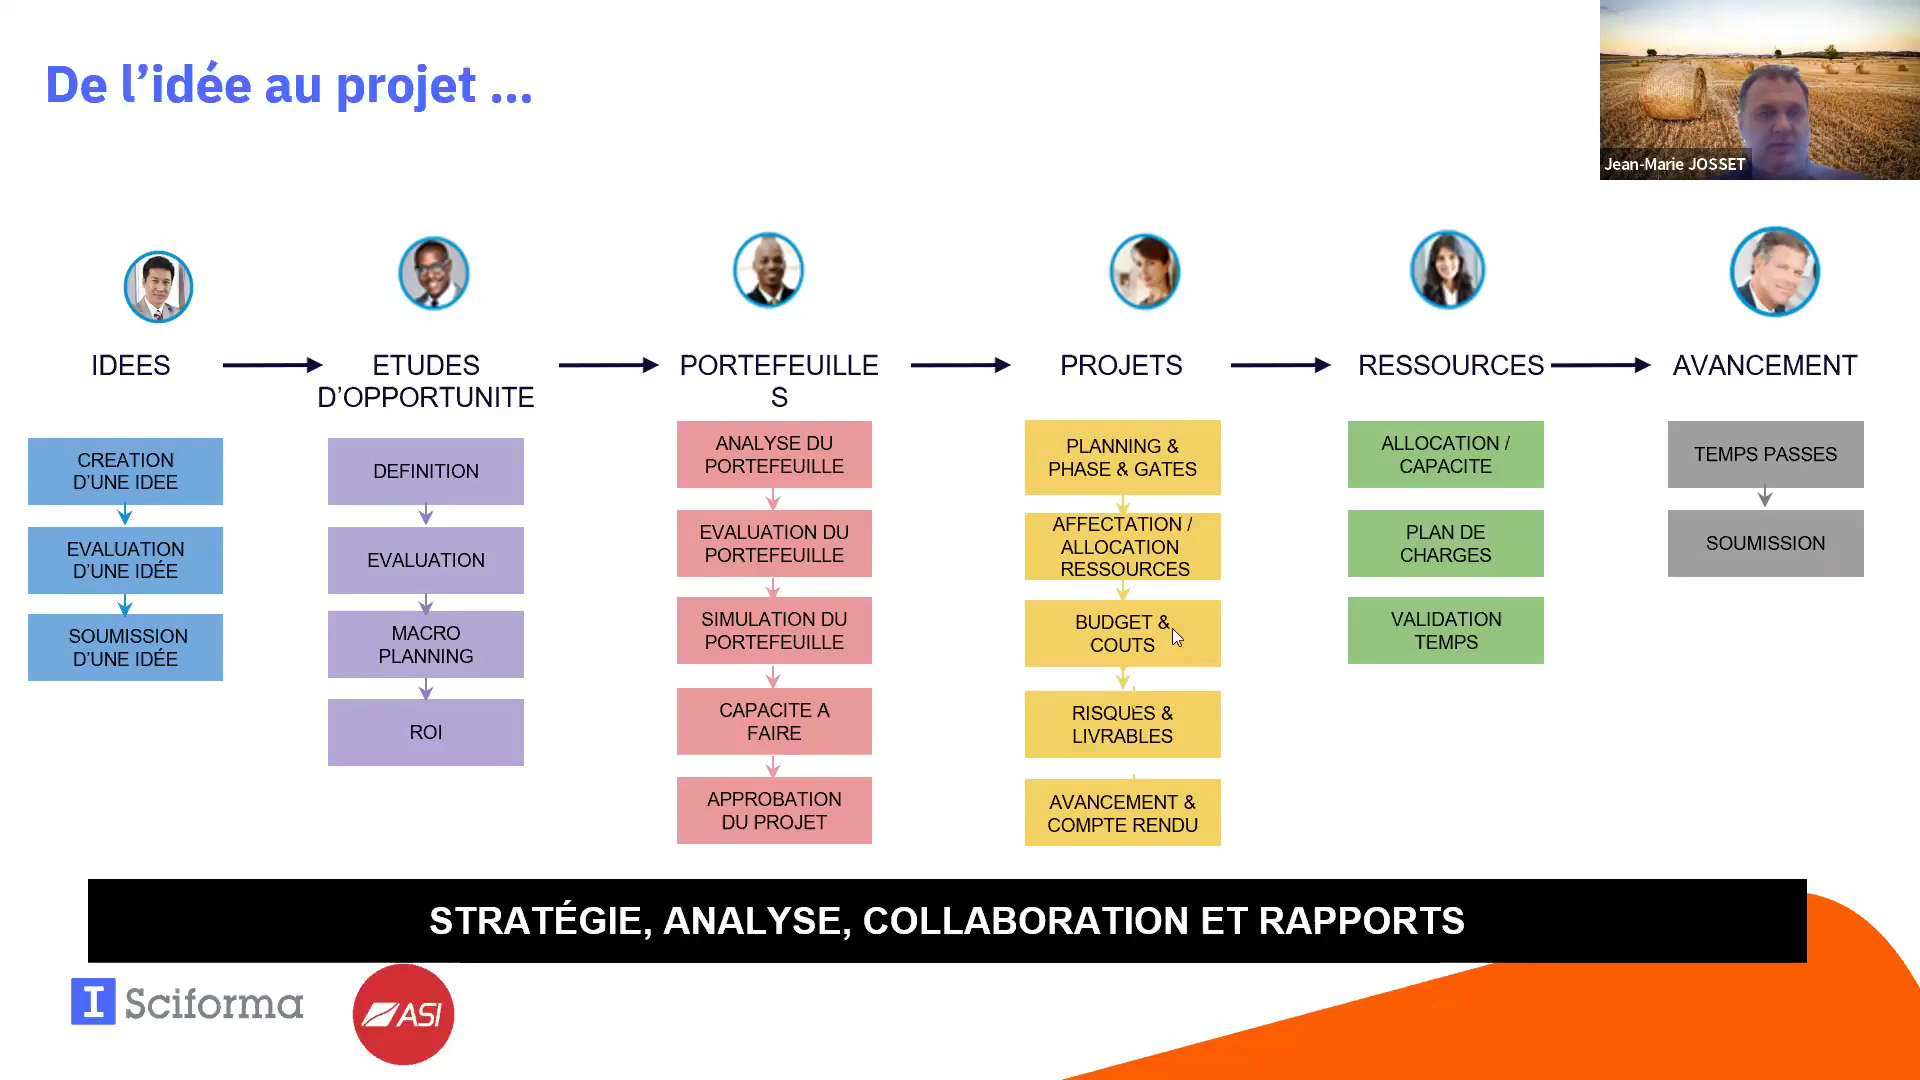 De l’idée au projet ...
Jean-Marie JOSSET
IDEES
ETUDES
D’OPPORTUNITE
PORTEFEUILLE
S
PROJETS
RESSOURCES
AVANCEMENT
CREATION
D’UNE IDEE
EVALUATION
D’UNE IDÉE
SOUMISSION
D’UNE IDÉE
DEFINITION
EVALUATION
MACRO
PLANNING
ROI
ANALYSE DU
PORTEFEUILLE
EVALUATION DU
PORTEFEUILLE
SIMULATION DU
PORTEFEUILLE
CAPACITE A
FAIRE
APPROBATION
DU PROJET
PLANNING &
PHASE & GATES
AFFECTATION /
ALLOCATION
RESSOURCES
BUDGET &
COUTS
RISQUES &
LIVRABLES
AVANCEMENT &
COMPTE RENDU
ALLOCATION /
CAPACITE
PLAN DE
CHARGES
VALIDATION
TEMPS
TEMPS PASSES
SOUMISSION
STRATÉGIE, ANALYSE, COLLABORATION ET RAPPORTS
I Sciforma
ASI